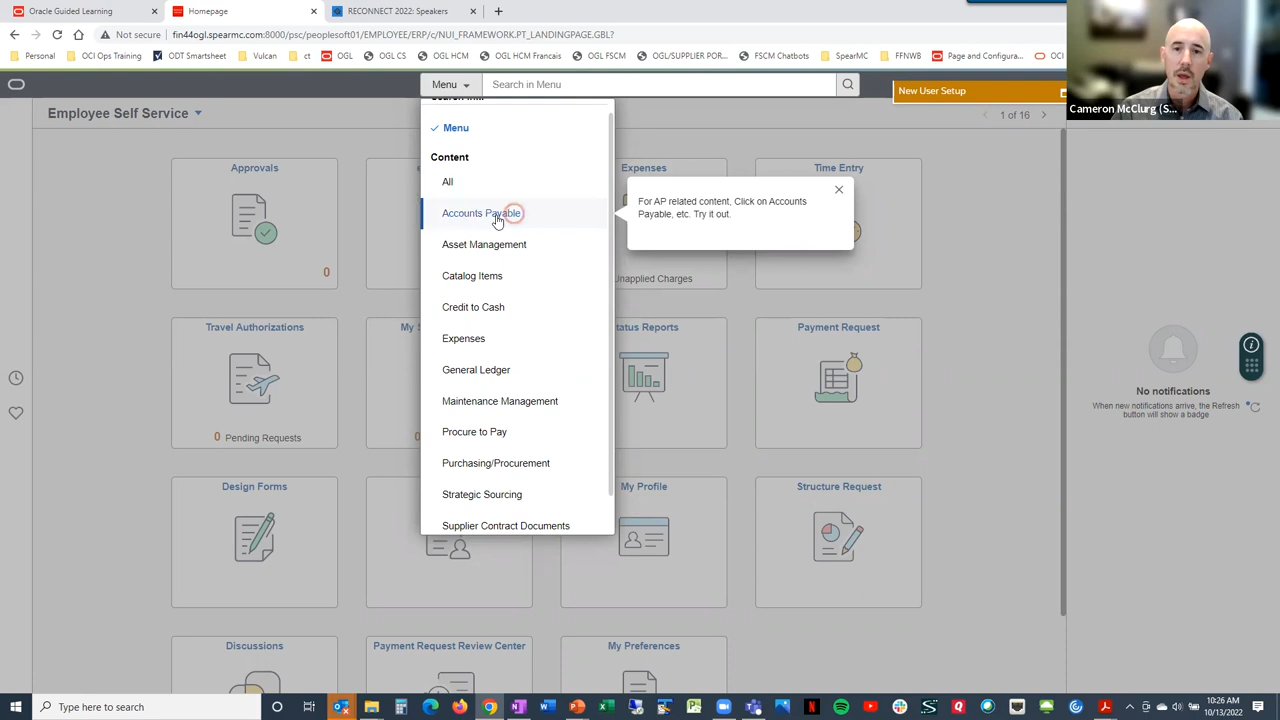 Oracle Guided Learning
Homepage
RECONNECT 2022: Speakers
Not secure
fin44ogl.spearmc.com:8000/psc/peoplesoft01/EMPLOYEE/ERP/c/NUI_FRAMEWORK.PT_LANDINGPAGE.GBL?
Personal
OCI Ops Training
ODT Smartsheet
Vulcan
ct
OGL
OGL CS
OGL HCM
OGL FSCM
OGL/SUPPLIER POR...
FSCM Chatbots
SpearMC
FFNWB
Page and Configura...
OCI
Menu
Search in Menu
New User Setup
Cameron McClurg (S...
Employee Self Service
1 of 16
Menu
Content
All
Accounts Payable
Asset Management
Catalog Items
Credit to Cash
Expenses
General Ledger
Maintenance Management
Procure to Pay
Purchasing/Procurement
Strategic Sourcing
Supplier Contract Documents
For AP related content, Click on Accounts
Payable, etc. Try it out.
Approvals
0
Expenses
Unapplied Charges
Time Entry
Travel Authorizations
0 Pending Requests
My
0
Status Reports
Payment Request
Design Forms
My Profile
Structure Request
Discussions
Payment Request Review Center
My Preferences
No notifications
When new notifications arrive, the Refresh
button will show a badge
Type here to search
10:26 AM
10/13/2022